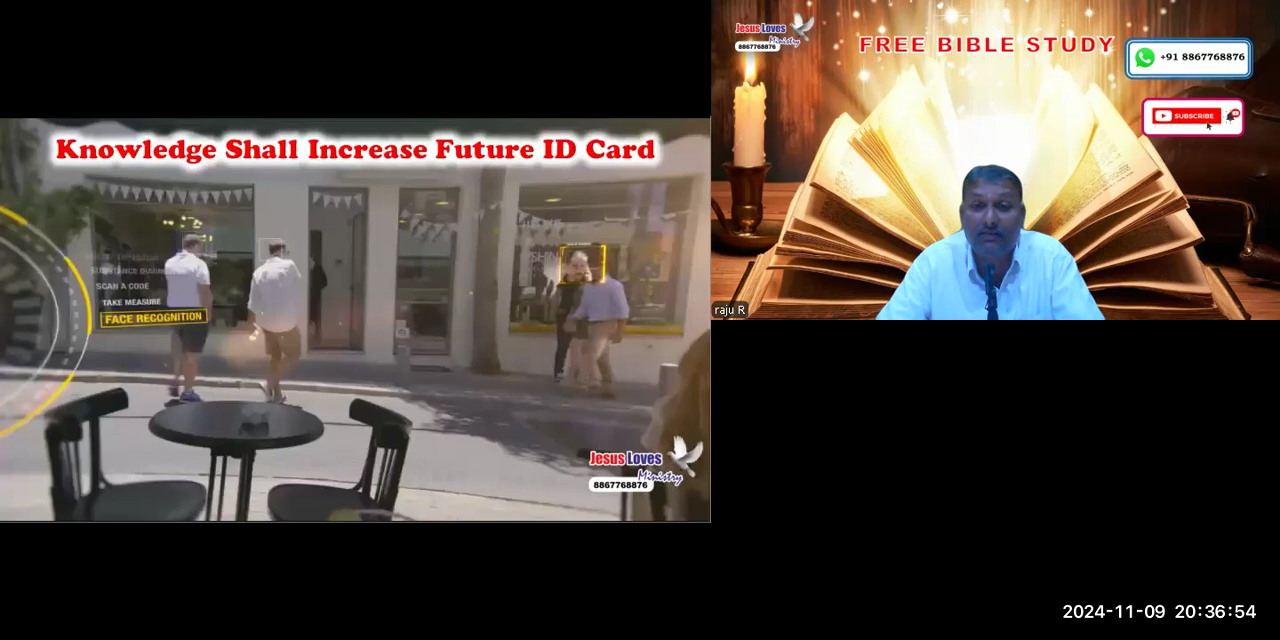 Knowledge Shall Increase Future ID Card
SCAN A CODE
TAKE MEASURE
FACE RECOGNITION
Jesus Loves
Ministry
8867768876
Jesus Loves
Ministry
8867768876
FREE BIBLE STUDY
+91 8867768876
SUBSCRIBE
raju R
2024-11-09 20:36:54